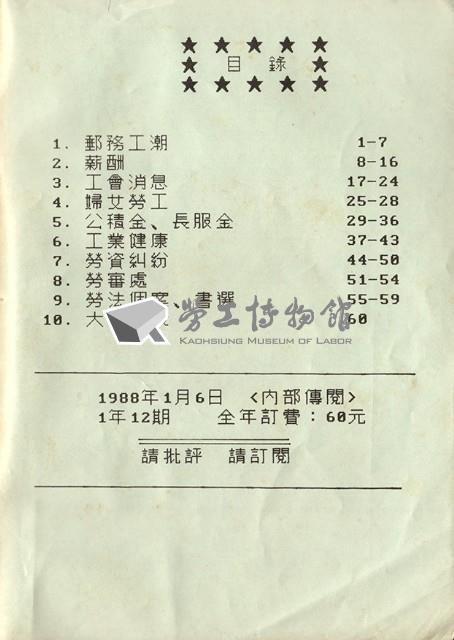 ★ ★ ★ ★ ★
★ 目 錄 ★
★ ★ ★ ★ ★
1. 郵務工潮 1-7
2. 薪酬 8-16
3. 工會消息 17-24
4. 婦女勞工 25-28
5. 公積金、長服金 29-36
6. 工業健康 37-43
7. 勞資糾紛 44-50
8. 勞審處 51-54
9. 勞法個案、書選 55-59
10. 大 60
勞工博物館
KAOHSIUNG MUSEUM OF LABOR
1988年1月6日 <內部傳閱>
1年12期 全年訂費：60元
請批評 請訂閱